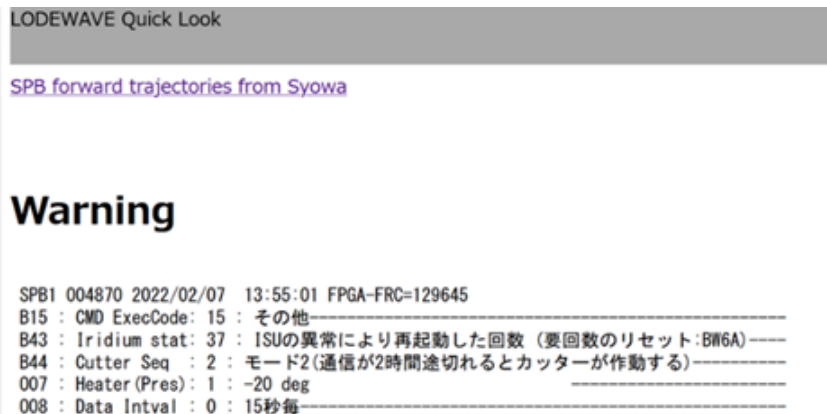 LODEWAVE Quick Look
SPB forward trajectories from Syowa
Warning
SPB1 004870 2022/02/07 13:55:01 FPGA-FRC=129645
B15 : CMD ExecCode: 15 : その他------------------------------------------------------
B43 : Iridium stat: 37 : ISUの異常により再起動した回数 (要回数のリセット:BW6A)----
B44 : Cutter Seq : 2 : モード2(通信が2時間途切れるとカッターが作動する)----------
007 : Heater(Pres): 1 : -20 deg ------------------------
008 : Data Intval : 0 : 15秒毎------------------------------------------------------